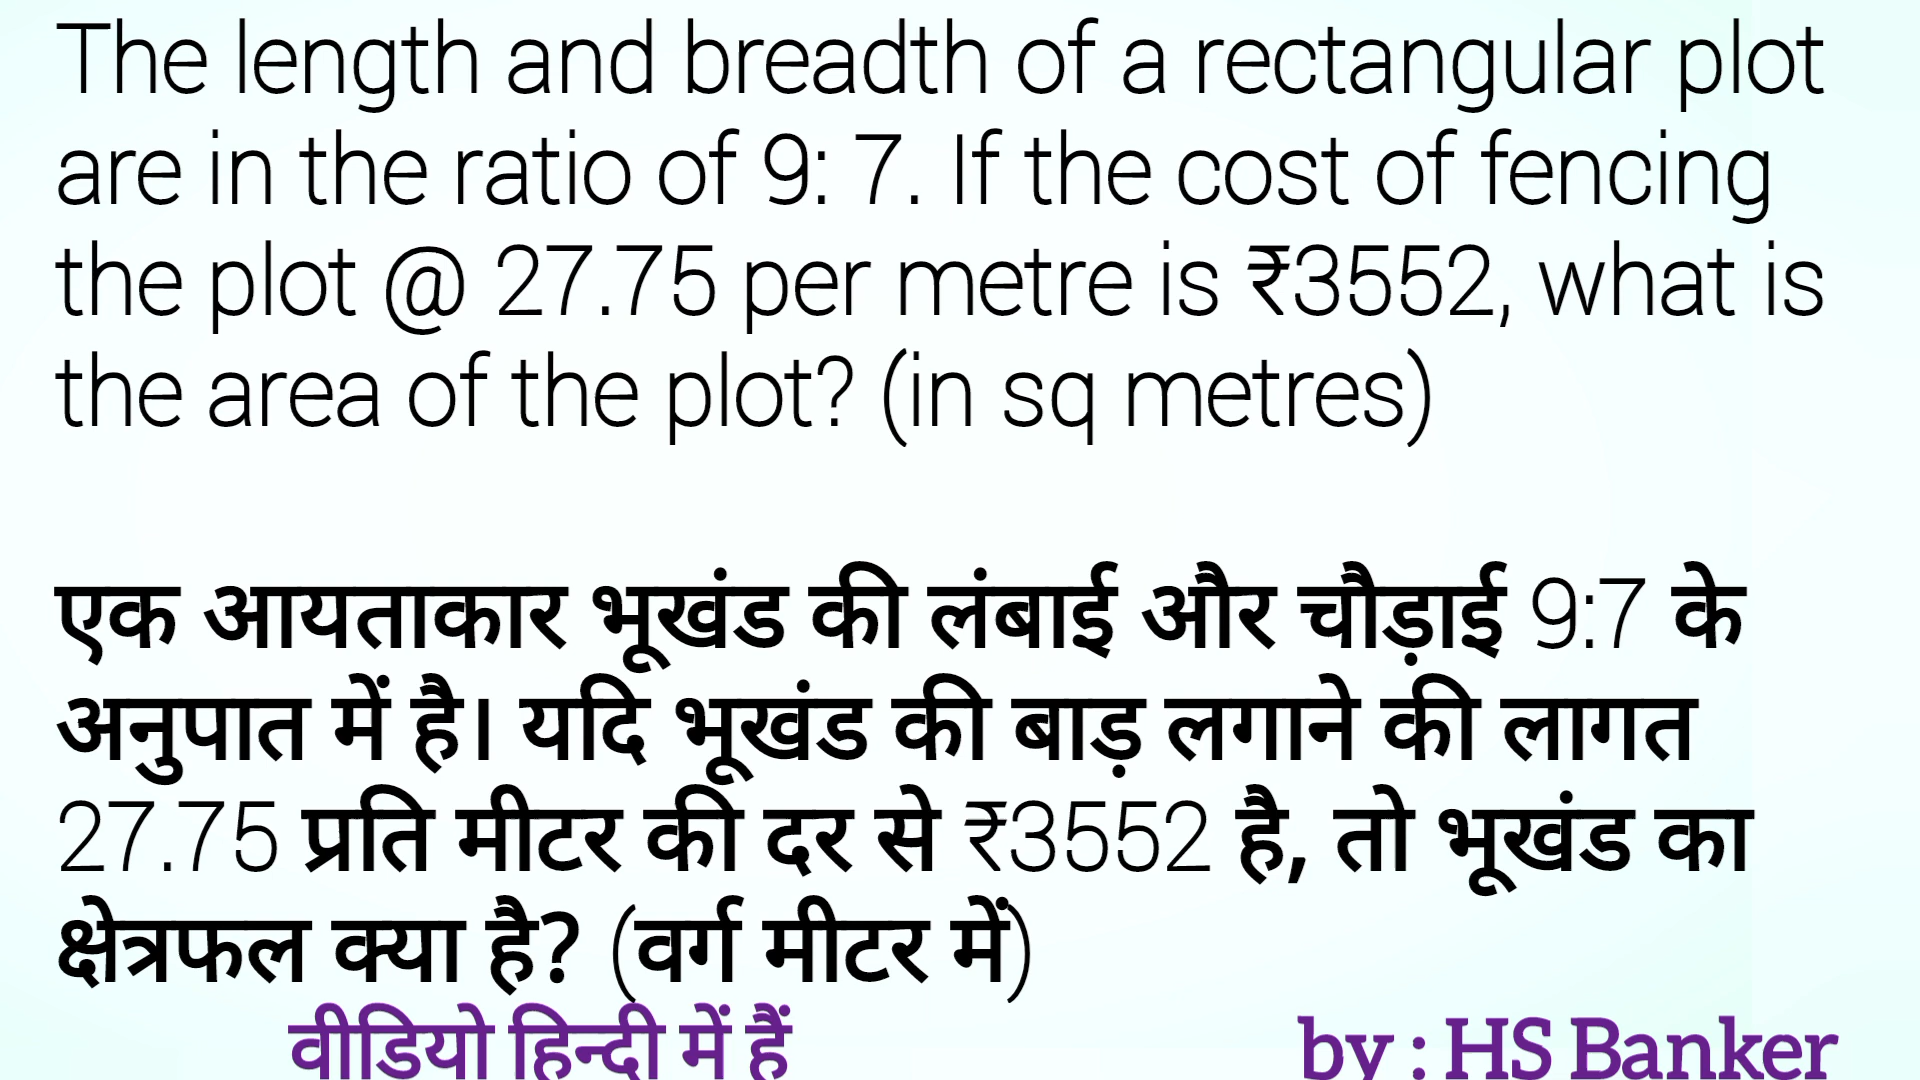 The length and breadth of a rectangular plot
are in the ratio of 9: 7. If the cost of fencing
the plot @ 27.75 per metre is ₹3552, what is
the area of the plot? (in sq metres)
एक आयताकार भूखंड की लंबाई और चौड़ाई 9:7 के
अनुपात में है। यदि भूखंड की बाड़ लगाने की लागत
27.75 प्रति मीटर की दर से ₹3552 है, तो भूखंड का
क्षेत्रफल क्या है? (वर्ग मीटर में)
वीडियो हिन्दी में हैं
by : HS Banker